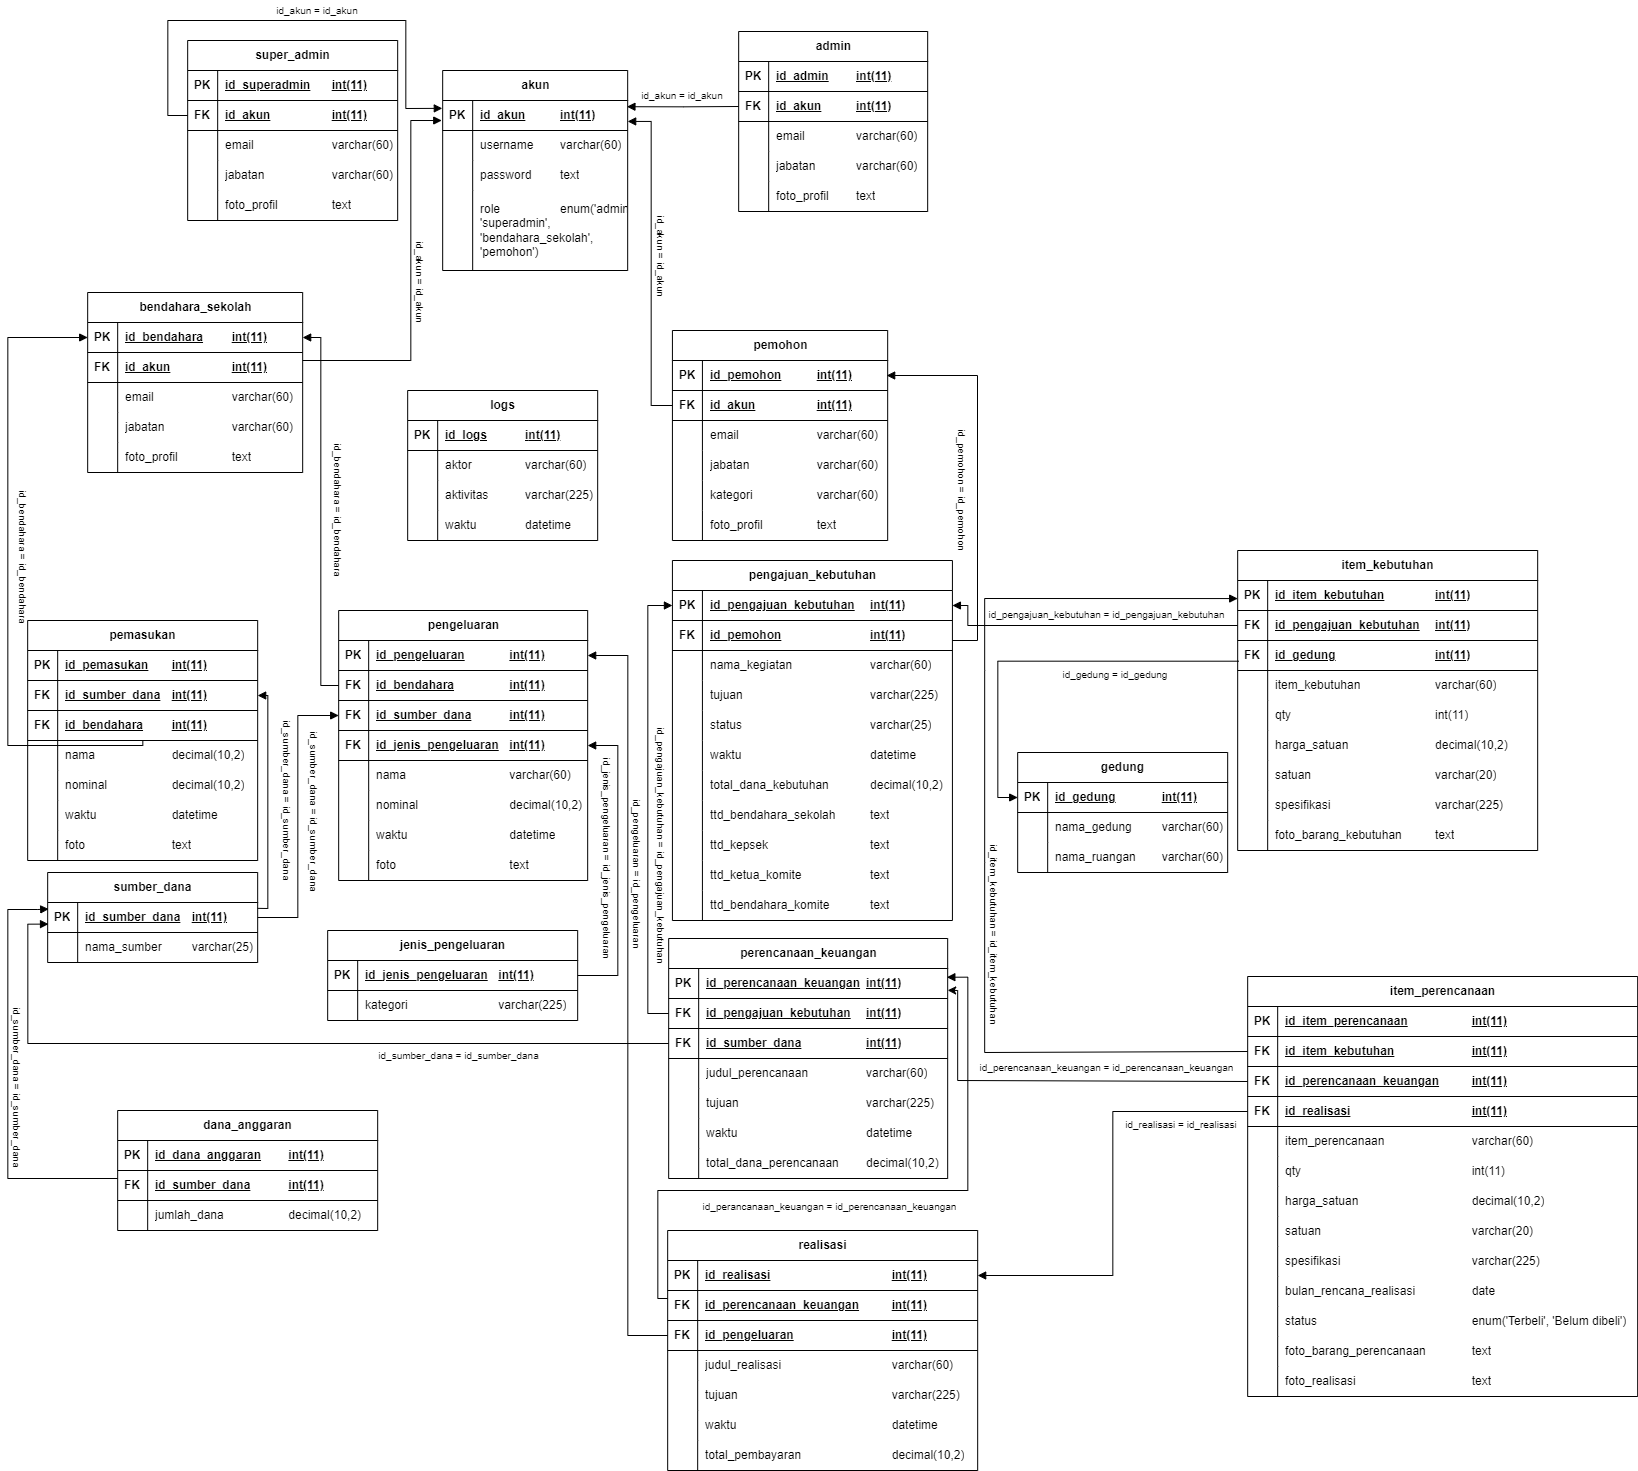 id_akun = id_akun
super_admin
PK id_superadmin int(11)
FK id_akun int(11)
email varchar(60)
jabatan varchar(60)
foto_profil text
akun
PK id_akun int(11)
username varchar(60)
password text
role enum('admin
'superadmin',
'bendahara_sekolah',
'pemohon')
id_akun = id_akun
admin
PK id_admin int(11)
FK id_akun int(11)
email varchar(60)
jabatan varchar(60)
foto_profil text
id_akun = id_akun
id_akun = id_akun
bendahara_sekolah
PK id_bendahara int(11)
FK id_akun int(11)
email varchar(60)
jabatan varchar(60)
foto_profil text
logs
PK id_logs int(11)
aktor varchar(60)
aktivitas varchar(225)
waktu datetime
pemohon
PK id_pemohon int(11)
FK id_akun int(11)
email varchar(60)
jabatan varchar(60)
kategori varchar(60)
foto_profil text
id_bendahara = id_bendahara
id_bendahara = id_bendahara
id_pemohon = id_pemohon
pemasukan
PK id_pemasukan int(11)
FK id_sumber_dana int(11)
FK id_bendahara int(11)
nama decimal(10,2)
nominal decimal(10,2)
waktu datetime
foto text
pengeluaran
PK id_pengeluaran int(11)
FK id_bendahara int(11)
FK id_sumber_dana int(11)
FK id_jenis_pengeluaran int(11)
nama varchar(60)
nominal decimal(10,2)
waktu datetime
foto text
pengajuan_kebutuhan
PK id_pengajuan_kebutuhan int(11)
FK id_pemohon int(11)
nama_kegiatan varchar(60)
tujuan varchar(225)
status varchar(25)
waktu datetime
total_dana_kebutuhan decimal(10,2)
ttd_bendahara_sekolah text
ttd_kepsek text
ttd_ketua_komite text
ttd_bendahara_komite text
id_pengajuan_kebutuhan = id_pengajuan_kebutuhan
item_kebutuhan
PK id_item_kebutuhan int(11)
FK id_pengajuan_kebutuhan int(11)
FK id_gedung int(11)
item_kebutuhan varchar(60)
qty int(11)
harga_satuan decimal(10,2)
satuan varchar(20)
spesifikasi varchar(225)
foto_barang_kebutuhan text
id_gedung = id_gedung
gedung
PK id_gedung int(11)
nama_gedung varchar(60)
nama_ruangan varchar(60)
id_sumber_dana = id_sumber_dana
id_sumber_dana = id_sumber_dana
id_jenis_pengeluaran = id_jenis_pengeluaran
id_pengeluaran = id_pengeluaran
id_pengajuan_kebutuhan = id_pengajuan_kebutuhan
id_item_kebutuhan = id_item_kebutuhan
sumber_dana
PK id_sumber_dana int(11)
nama_sumber varchar(25)
jenis_pengeluaran
PK id_jenis_pengeluaran int(11)
kategori varchar(225)
perencanaan_keuangan
PK id_perencanaan_keuangan int(11)
FK id_pengajuan_kebutuhan int(11)
FK id_sumber_dana int(11)
judul_perencanaan varchar(60)
tujuan varchar(225)
waktu datetime
total_dana_perencanaan decimal(10,2)
id_sumber_dana = id_sumber_dana
id_sumber_dana = id_sumber_dana
id_perencanaan_keuangan = id_perencanaan_keuangan
item_perencanaan
PK id_item_perencanaan int(11)
FK id_item_kebutuhan int(11)
FK id_perencanaan_keuangan int(11)
FK id_realisasi int(11)
item_perencanaan varchar(60)
qty int(11)
harga_satuan decimal(10,2)
satuan varchar(20)
spesifikasi varchar(225)
bulan_rencana_realisasi date
status enum('Terbeli', 'Belum dibeli')
foto_barang_perencanaan text
foto_realisasi text
id_realisasi = id_realisasi
dana_anggaran
PK id_dana_anggaran int(11)
FK id_sumber_dana int(11)
jumlah_dana decimal(10,2)
id_perancanaan_keuangan = id_perencanaan_keuangan
realisasi
PK id_realisasi int(11)
FK id_perencanaan_keuangan int(11)
FK id_pengeluaran int(11)
judul_realisasi varchar(60)
tujuan varchar(225)
waktu datetime
total_pembayaran decimal(10,2)